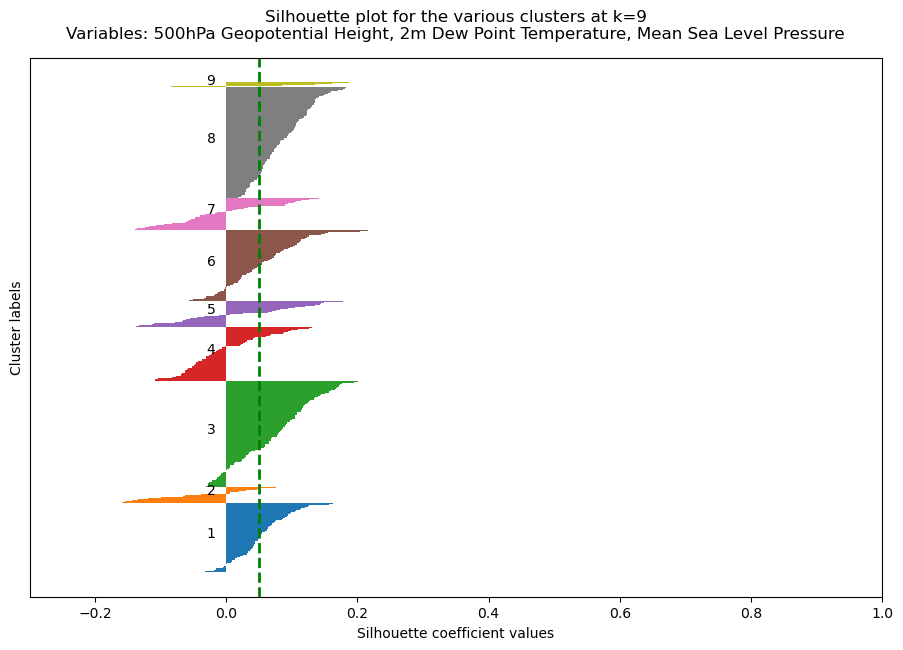 Silhouette plot for the various clusters at k=9
Variables: 500hPa Geopotential Height, 2m Dew Point Temperature, Mean Sea Level Pressure
Cluster labels
9
8
7
6
5
4
3
2
1
−0.2 0.0 0.2 0.4 0.6 0.8 1.0
Silhouette coefficient values